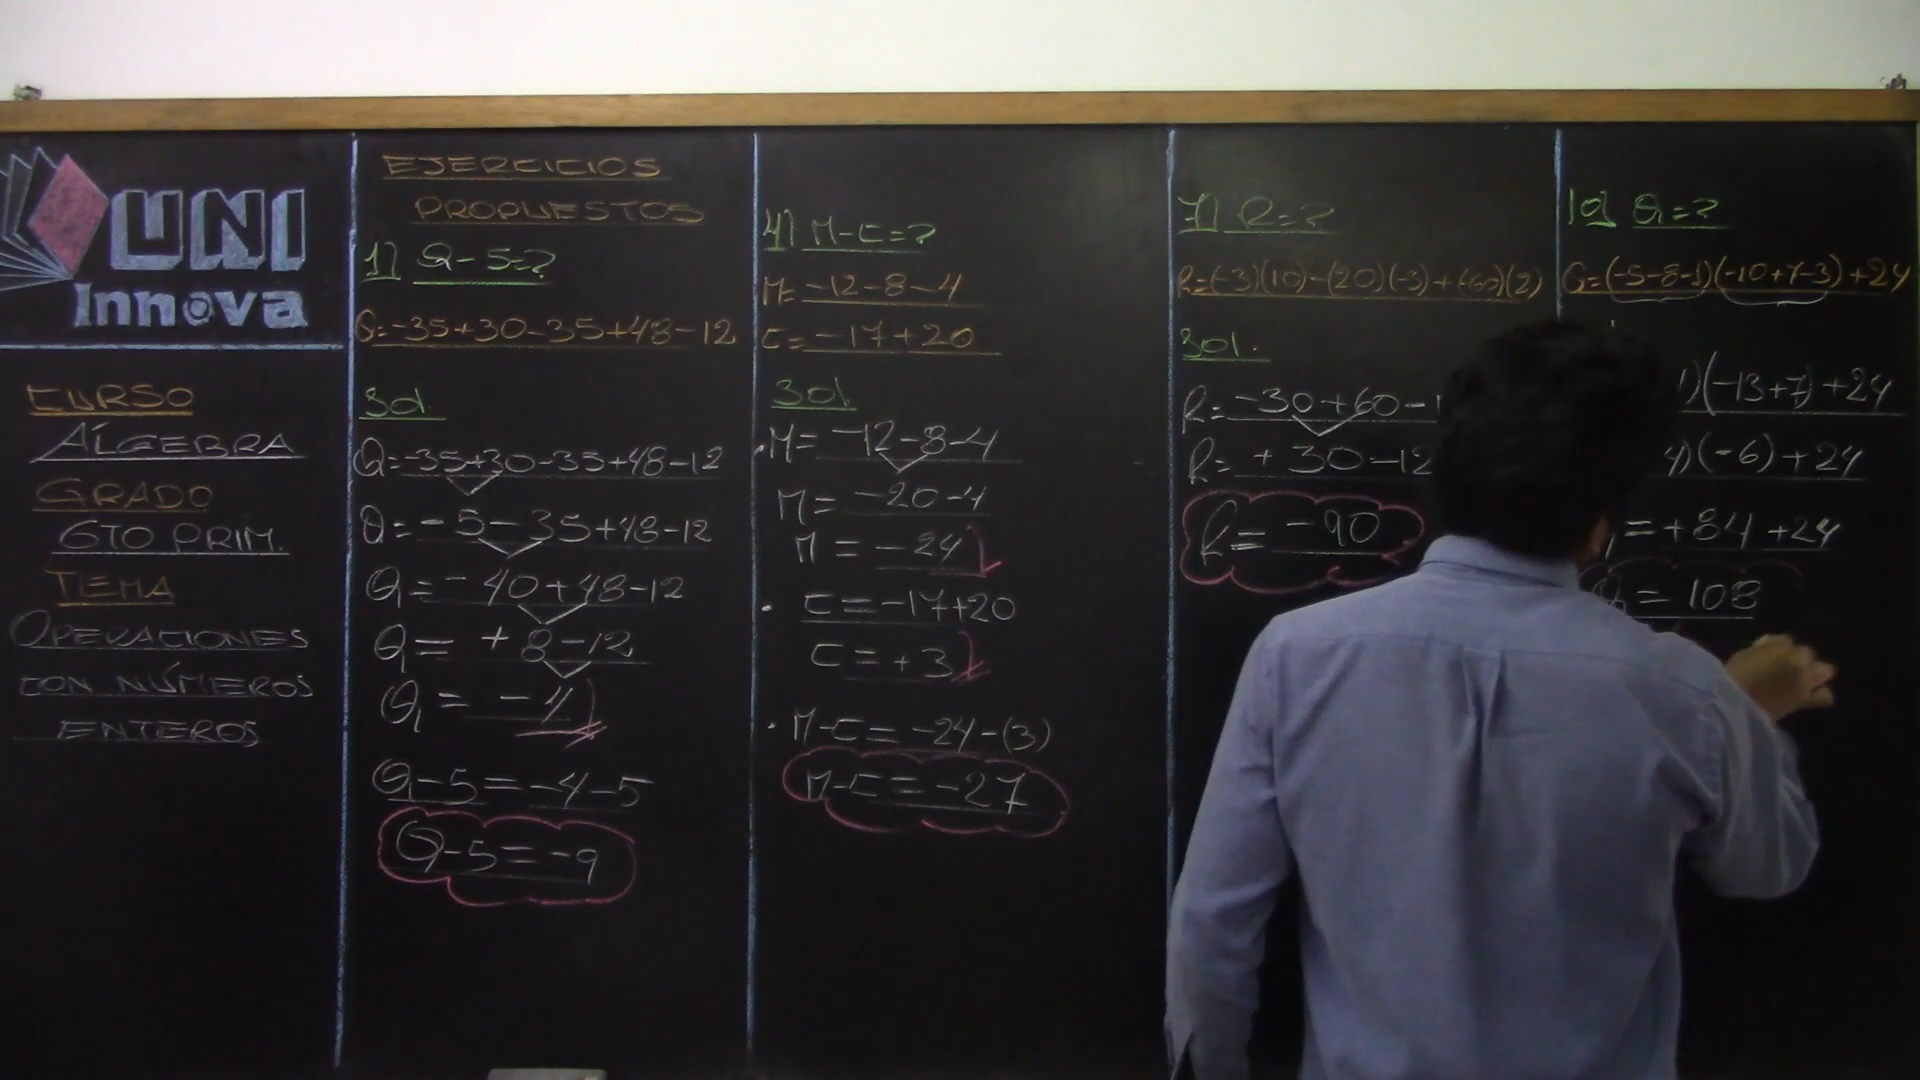 UNI
Innova
CURSO
ÁLGEBRA
GRADO
6TO PRIM.
TEMA
OPERACIONES
CON NÚMEROS
ENTEROS
EJERCICIOS
PROPUESTOS
1) Q-5=?
Q=-35+30-35+48-12
Sol.
Q=-35+30-35+48-12
Q=-5-35+48-12
Q=-40+48-12
Q=+8-12
Q=-4
Q-5=-4-5
Q-5=-9
4) M-C=?
M=-12-8-4
C=-17+20
Sol.
M=-12-8-4
M=-20-4
M=-24
C=-17+20
C=+3
M-C=-24-(3)
M-C=-27
7) R=?
R=(-3)(10)-(20)(-3)+(-60)(2)
Sol.
R=-30+60-1
R=+30-12
R=-90
10) Q=?
Q=(-5-8-1)(-10+7-3)+24
1)(-13+7)+24
4)(-6)+24
=+84+24
Q=108